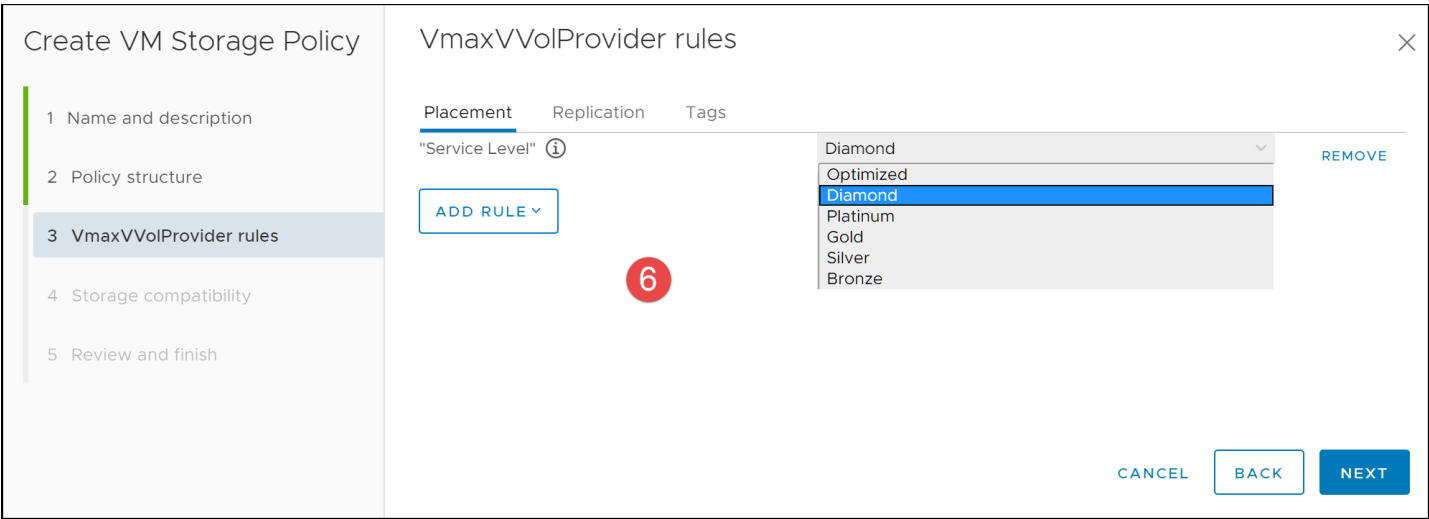 Create VM Storage Policy
1 Name and description
2 Policy structure
3 VmaxVVolProvider rules
4 Storage compatibility
5 Review and finish
VmaxVVolProvider rules
Placement Replication Tags
"Service Level" Diamond REMOVE
Optimized
Diamond
Platinum
Gold
Silver
Bronze
ADD RULE
6
CANCEL BACK NEXT